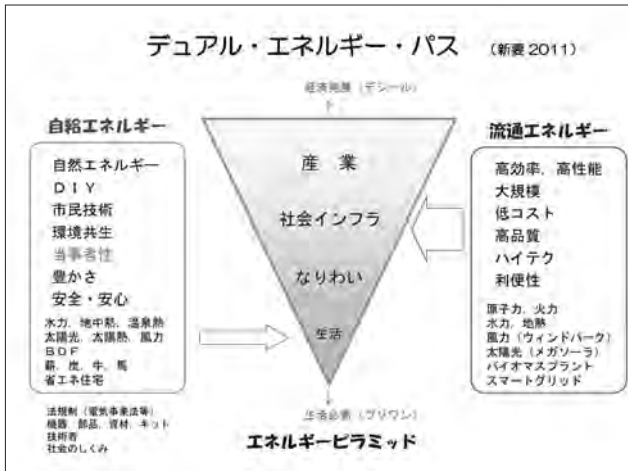 デュアル・エネルギー・パス (新妻2011)
経済発展（デシール）
自給エネルギー
自然エネルギー
DIY
市民技術
環境共生
当事者性
豊かさ
安全・安心
水力、地中熱、温泉熱
太陽光、太陽熱、風力
BDF
薪、炭、牛、馬
省エネ住宅
法規制（電気事業法等）
機器、部品、資材、キット
技術者
社会のしくみ
産業
社会インフラ
なりわい
生活
生活必需（ブリワン）
エネルギーピラミッド
流通エネルギー
高効率、高性能
大規模
低コスト
高品質
ハイテク
利便性
原子力、火力
水力、地熱
風力（ウィンドパーク）
太陽光（メガソーラ）
バイオマスプラント
スマートグリッド